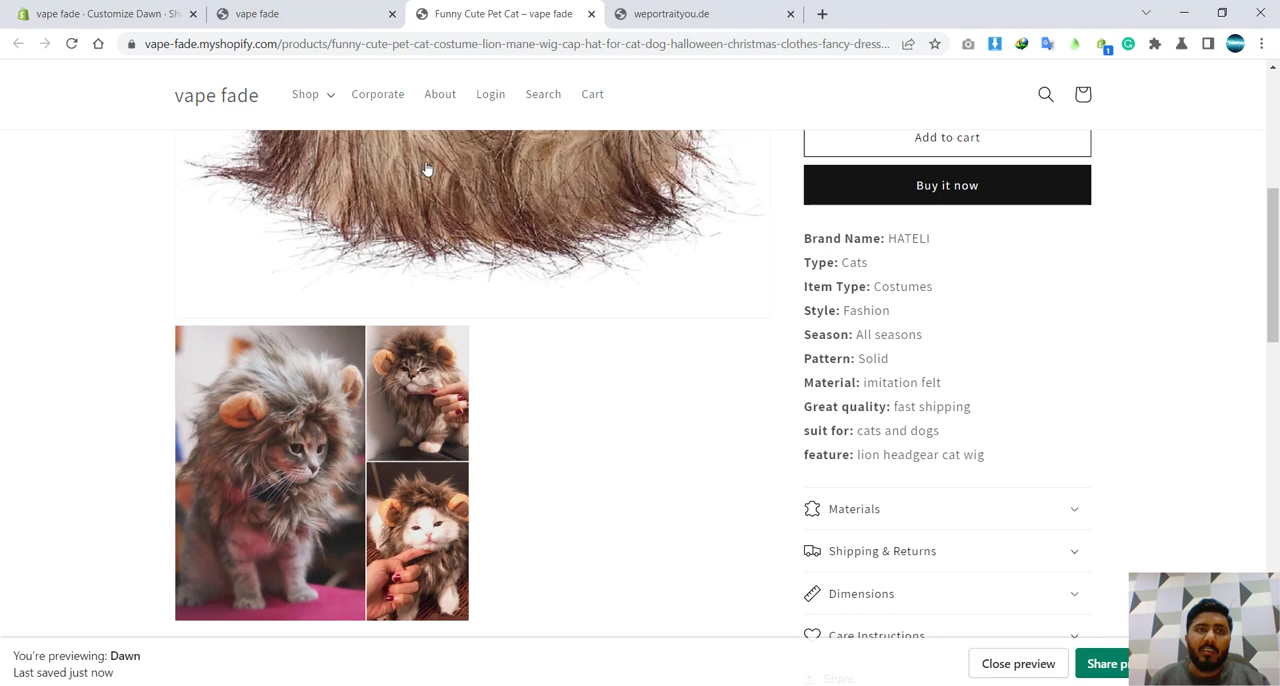 vape fade · Customize Dawn · Sh
vape fade
Funny Cute Pet Cat – vape fade
weportraityou.de
vape-fade.myshopify.com/products/funny-cute-pet-cat-costume-lion-mane-wig-cap-hat-for-cat-dog-halloween-christmas-clothes-fancy-dress...
1
vape fade
Shop
Corporate
About
Login
Search
Cart
Add to cart
Buy it now
Brand Name: HATELI
Type: Cats
Item Type: Costumes
Style: Fashion
Season: All seasons
Pattern: Solid
Material: imitation felt
Great quality: fast shipping
suit for: cats and dogs
feature: lion headgear cat wig
Materials
Shipping & Returns
Dimensions
Care Instructions
Share
You're previewing: Dawn
Last saved just now
Close preview
Share pr